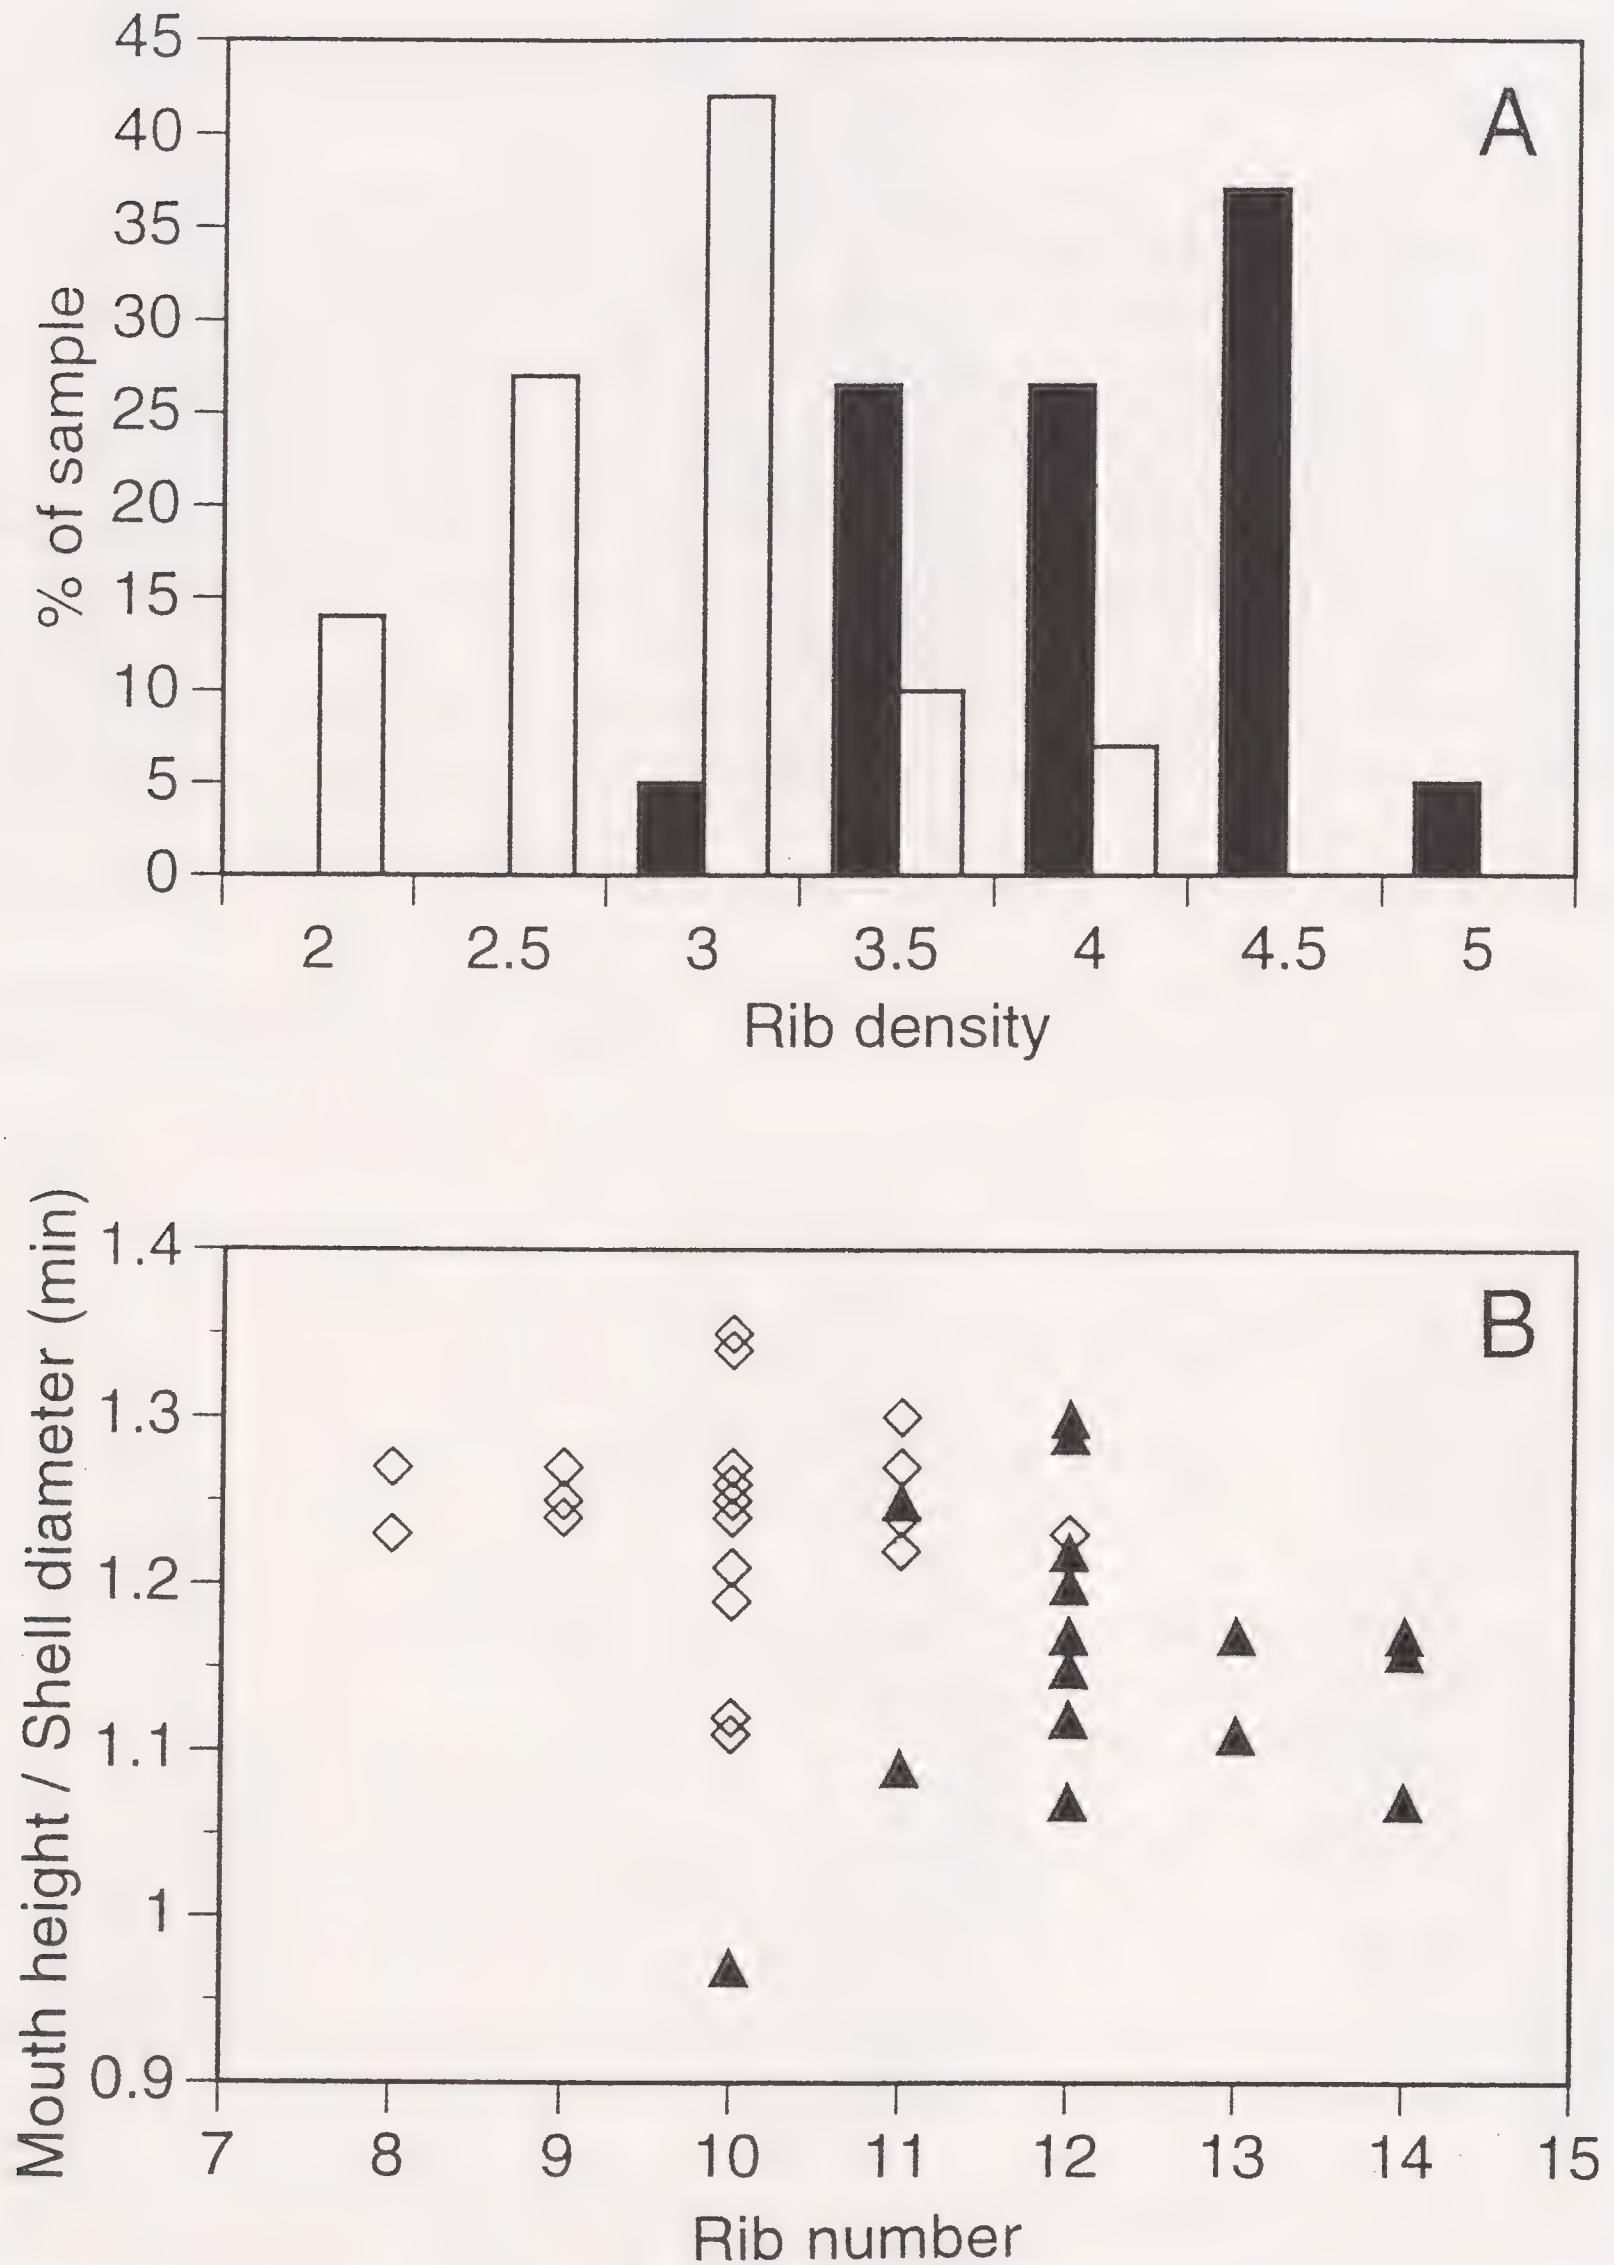 45
40
35
30
25
20
15
10
5
0
% of sample
A
2 2.5 3 3.5 4 4.5 5
Rib density
1.4
1.3
1.2
1.1
1
0.9
Mouth height / Shell diameter (min)
B
7 8 9 10 11 12 13 14 15
Rib number